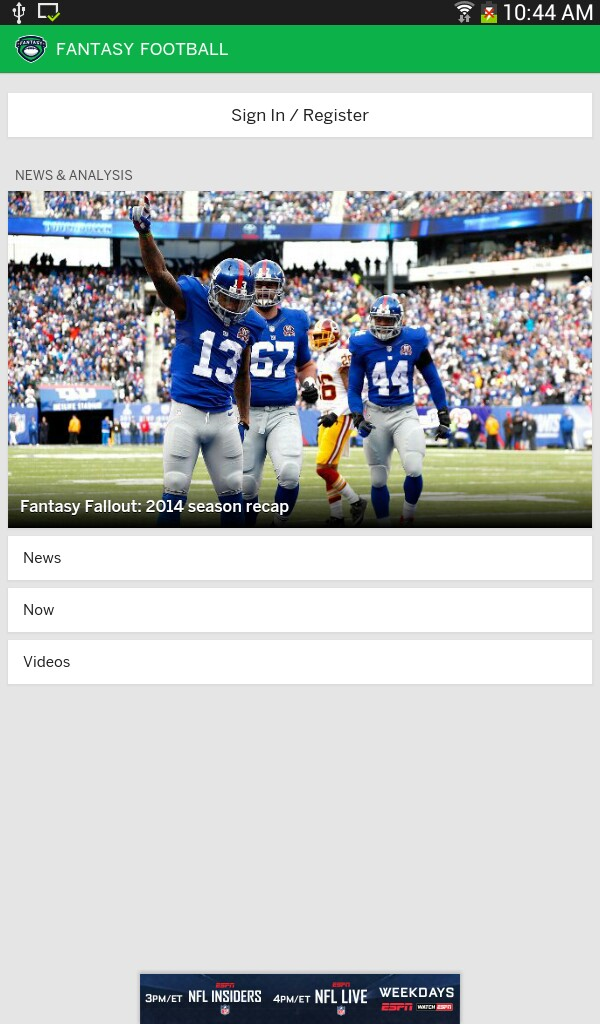 10:44 AM
FANTASY
FANTASY FOOTBALL
Sign In / Register
NEWS & ANALYSIS
13
67
44
Fantasy Fallout: 2014 season recap
News
Now
Videos
3PM/ET ESPN NFL INSIDERS 4PM/ET ESPN NFL LIVE WEEKDAYS
ESPN WATCH ESPN